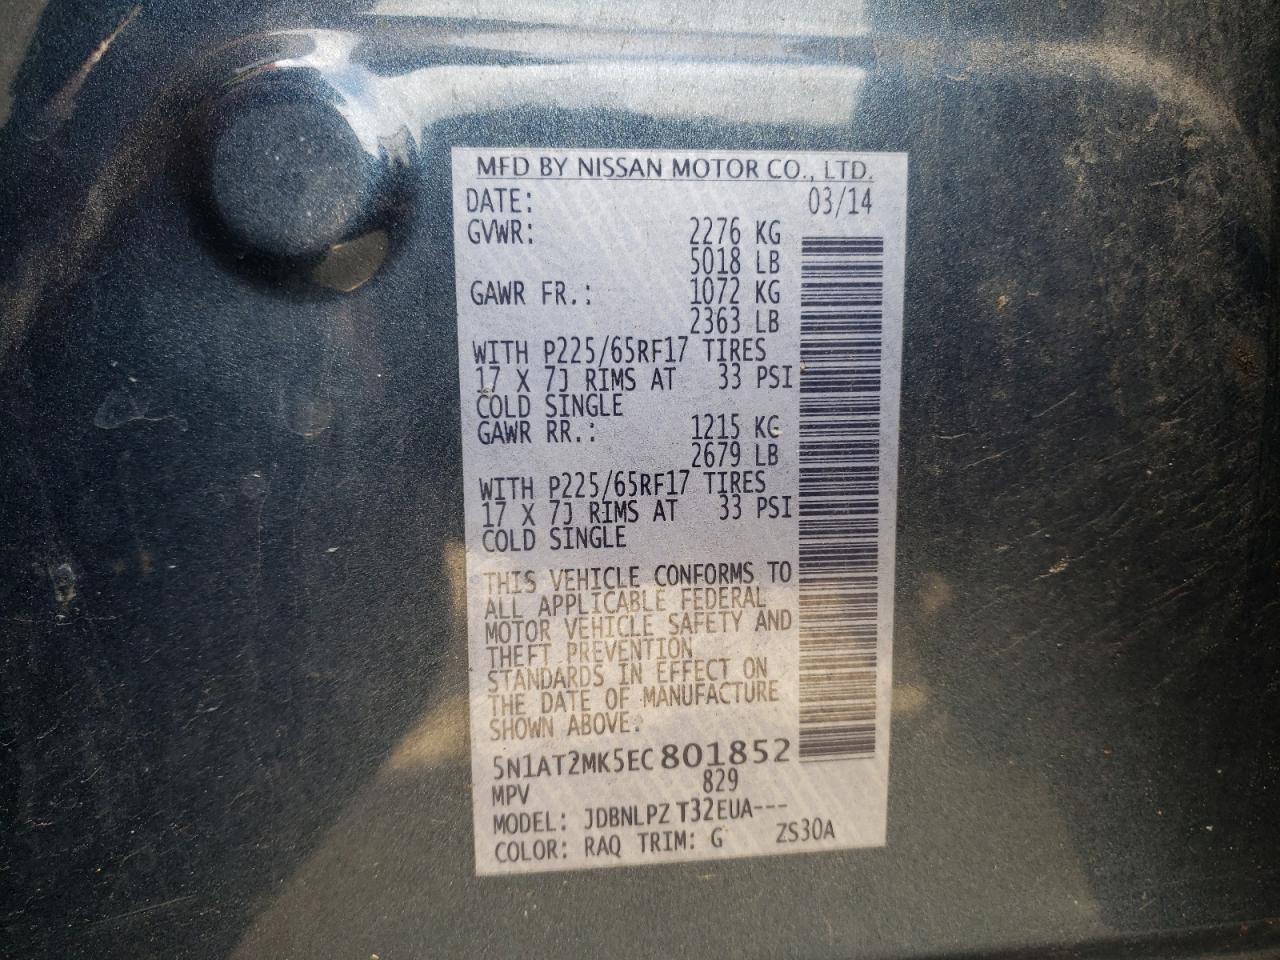 MFD BY NISSAN MOTOR CO., LTD.
DATE: 03/14
GVWR: 2276 KG
5018 LB
GAWR FR.: 1072 KG
2363 LB
WITH P225/65RF17 TIRES
17 X 7J RIMS AT 33 PSI
COLD SINGLE
GAWR RR.: 1215 KG
2679 LB
WITH P225/65RF17 TIRES
17 X 7J RIMS AT 33 PSI
COLD SINGLE
THIS VEHICLE CONFORMS TO
ALL APPLICABLE FEDERAL
MOTOR VEHICLE SAFETY AND
THEFT PREVENTION
STANDARDS IN EFFECT ON
THE DATE OF MANUFACTURE
SHOWN ABOVE.
5N1AT2MK5EC801852
MPV 829
MODEL: JDBNLPZ T32EUA---
COLOR: RAQ TRIM: G ZS30A